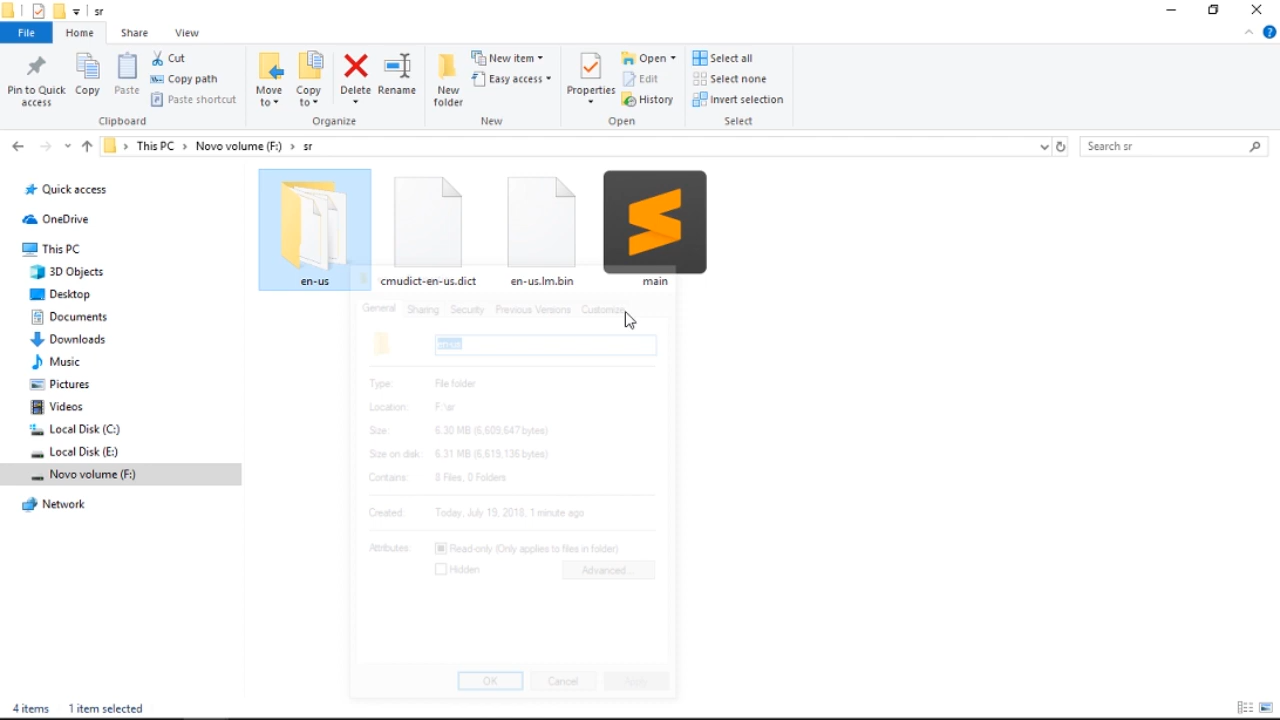 sr
File Home Share View
Pin to Quick access
Copy
Paste
Cut
Copy path
Paste shortcut
Clipboard
Move to
Copy to
Delete
Rename
Organize
New folder
New item
Easy access
New
Properties
Open
Edit
History
Open
Select all
Select none
Invert selection
Select
This PC > Novo volume (F:) > sr
Search sr
Quick access
OneDrive
This PC
3D Objects
Desktop
Documents
Downloads
Music
Pictures
Videos
Local Disk (C:)
Local Disk (E:)
Novo volume (F:)
Network
en-us
cmudict-en-us.dict
en-us.lm.bin
main
General Sharing Security Previous Versions Customize
en-us
Type: File folder
Location: F:\sr
Size: 6.30 MB (6,609,647 bytes)
Size on disk: 6.31 MB (6,619,136 bytes)
Contains: 8 Files, 0 Folders
Created: Today, July 19, 2018, 1 minute ago
Attributes: Read-only (Only applies to files in folder)
Hidden Advanced...
OK Cancel Apply
4 items 1 item selected